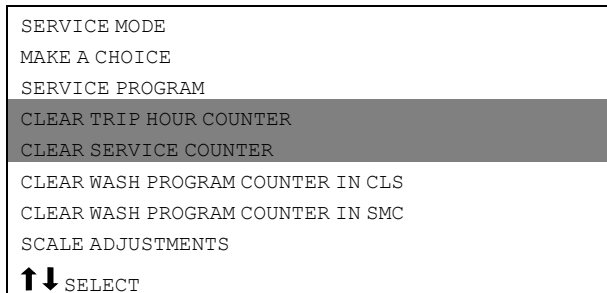 SERVICE MODE
MAKE A CHOICE
SERVICE PROGRAM
CLEAR TRIP HOUR COUNTER
CLEAR SERVICE COUNTER
CLEAR WASH PROGRAM COUNTER IN CLS
CLEAR WASH PROGRAM COUNTER IN SMC
SCALE ADJUSTMENTS
⬆⬇ SELECT